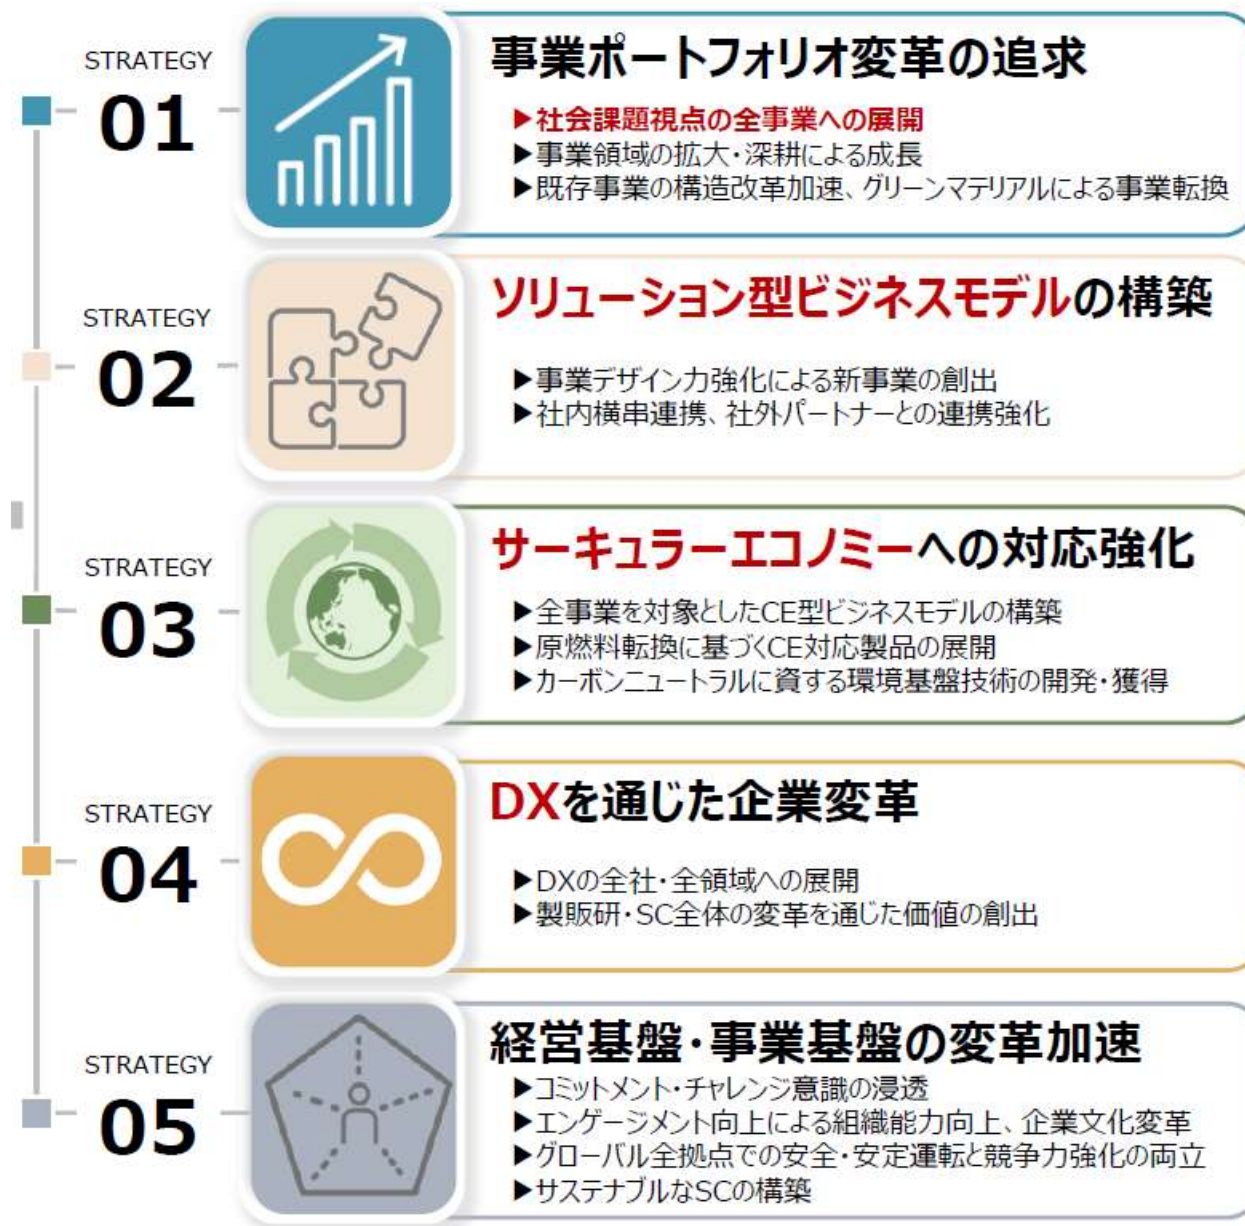 STRATEGY
01
事業ポートフォリオ変革の追求
▶社会課題視点の全事業への展開
▶事業領域の拡大・深耕による成長
▶既存事業の構造改革加速、グリーンマテリアルによる事業転換
STRATEGY
02
ソリューション型ビジネスモデルの構築
▶事業デザイン力強化による新事業の創出
▶社内横串連携、社外パートナーとの連携強化
STRATEGY
03
サーキュラーエコノミーへの対応強化
▶全事業を対象としたCE型ビジネスモデルの構築
▶原燃料転換に基づくCE対応製品の展開
▶カーボンニュートラルに資する環境基盤技術の開発・獲得
STRATEGY
04
DXを通じた企業変革
▶DXの全社・全領域への展開
▶製販研・SC全体の変革を通じた価値の創出
STRATEGY
05
経営基盤・事業基盤の変革加速
▶コミットメント・チャレンジ意識の浸透
▶エンゲージメント向上による組織能力向上、企業文化変革
▶グローバル全拠点での安全・安定運転と競争力強化の両立
▶サステナブルなSCの構築